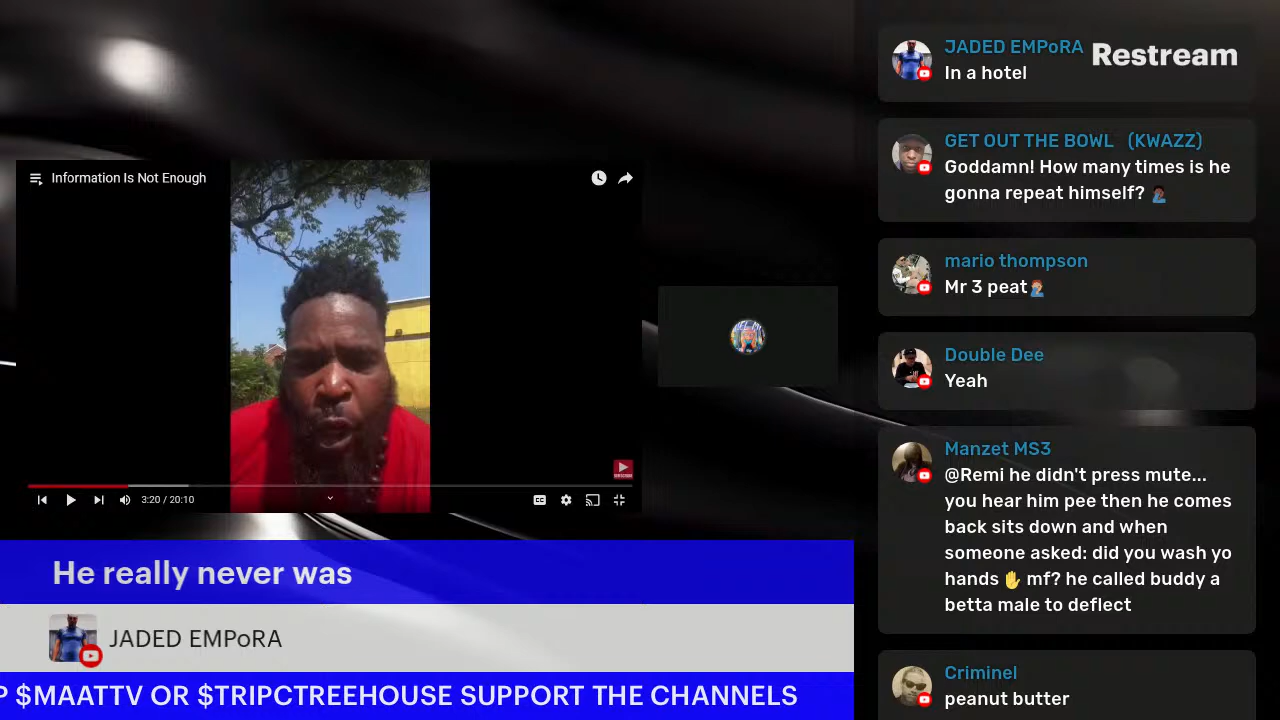 Information Is Not Enough
3:20 / 20:10
CC
He really never was
JADED EMPoRA
P $MAATTV OR $TRIPCTREEHOUSE SUPPORT THE CHANNELS
Restream
JADED EMPoRA
In a hotel
GET OUT THE BOWL (KWAZZ)
Goddamn! How many times is he
gonna repeat himself? 🤦🏿‍♂️
mario thompson
Mr 3 peat🤦🏽‍♂️
Double Dee
Yeah
Manzet MS3
@Remi he didn't press mute...
you hear him pee then he comes
back sits down and when
someone asked: did you wash yo
hands ✋ mf? he called buddy a
betta male to deflect
Criminel
peanut butter